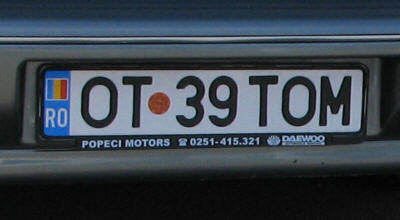 RO OT 39 TOM
POPECI MOTORS ☎ 0251-415.321 DAEWOO